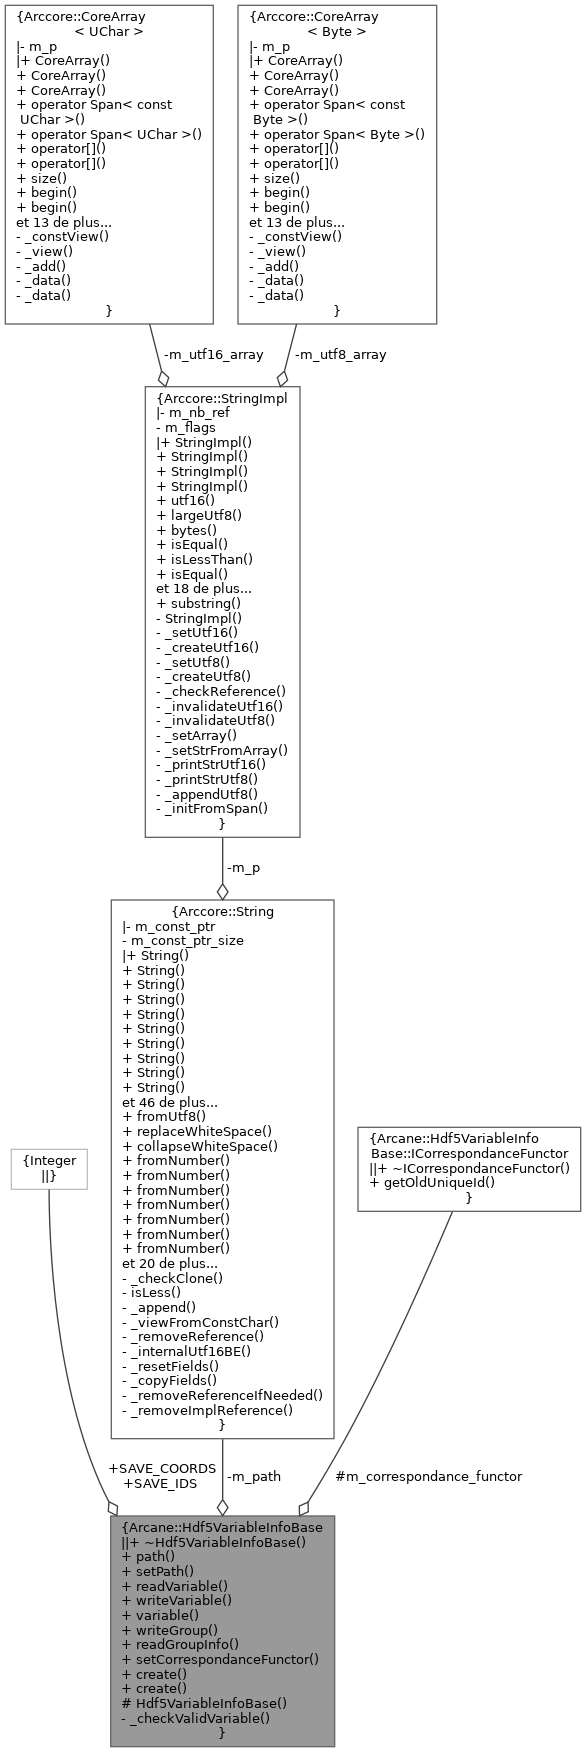 {Arccore::CoreArray
< UChar >
|- m_p
|+ CoreArray()
+ CoreArray()
+ CoreArray()
+ operator Span< const
UChar >()
+ operator Span< UChar >()
+ operator[]()
+ operator[]()
+ size()
+ begin()
+ begin()
et 13 de plus...
- _constView()
- _view()
- _add()
- _data()
- _data()
}
{Arccore::CoreArray
< Byte >
|- m_p
|+ CoreArray()
+ CoreArray()
+ CoreArray()
+ operator Span< const
Byte >()
+ operator Span< Byte >()
+ operator[]()
+ operator[]()
+ size()
+ begin()
+ begin()
et 13 de plus...
- _constView()
- _view()
- _add()
- _data()
- _data()
}
-m_utf16_array
-m_utf8_array
{Arccore::StringImpl
|- m_nb_ref
- m_flags
|+ StringImpl()
+ StringImpl()
+ StringImpl()
+ StringImpl()
+ utf16()
+ largeUtf8()
+ bytes()
+ isEqual()
+ isLessThan()
+ isEqual()
et 18 de plus...
+ substring()
- StringImpl()
- _setUtf16()
- _createUtf16()
- _setUtf8()
- _createUtf8()
- _checkReference()
- _invalidateUtf16()
- _invalidateUtf8()
- _setArray()
- _setStrFromArray()
- _printStrUtf16()
- _printStrUtf8()
- _appendUtf8()
- _initFromSpan()
}
-m_p
{Arccore::String
|- m_const_ptr
- m_const_ptr_size
|+ String()
+ String()
+ String()
+ String()
+ String()
+ String()
+ String()
+ String()
+ String()
+ String()
et 46 de plus...
+ fromUtf8()
+ replaceWhiteSpace()
+ collapseWhiteSpace()
+ fromNumber()
+ fromNumber()
+ fromNumber()
+ fromNumber()
+ fromNumber()
+ fromNumber()
+ fromNumber()
et 20 de plus...
- _checkClone()
- isLess()
- _append()
- _viewFromConstChar()
- _removeReference()
- _internalUtf16BE()
- _resetFields()
- _copyFields()
- _removeReferenceIfNeeded()
- _removeImplReference()
}
{Integer
||}
{Arcane::Hdf5VariableInfo
Base::ICorrespondanceFunctor
||+ ~ICorrespondanceFunctor()
+ getOldUniqueId()
}
+SAVE_COORDS
+SAVE_IDS
-m_path
#m_correspondance_functor
{Arcane::Hdf5VariableInfoBase
||+ ~Hdf5VariableInfoBase()
+ path()
+ setPath()
+ readVariable()
+ writeVariable()
+ variable()
+ writeGroup()
+ readGroupInfo()
+ setCorrespondanceFunctor()
+ create()
+ create()
# Hdf5VariableInfoBase()
- _checkValidVariable()
}